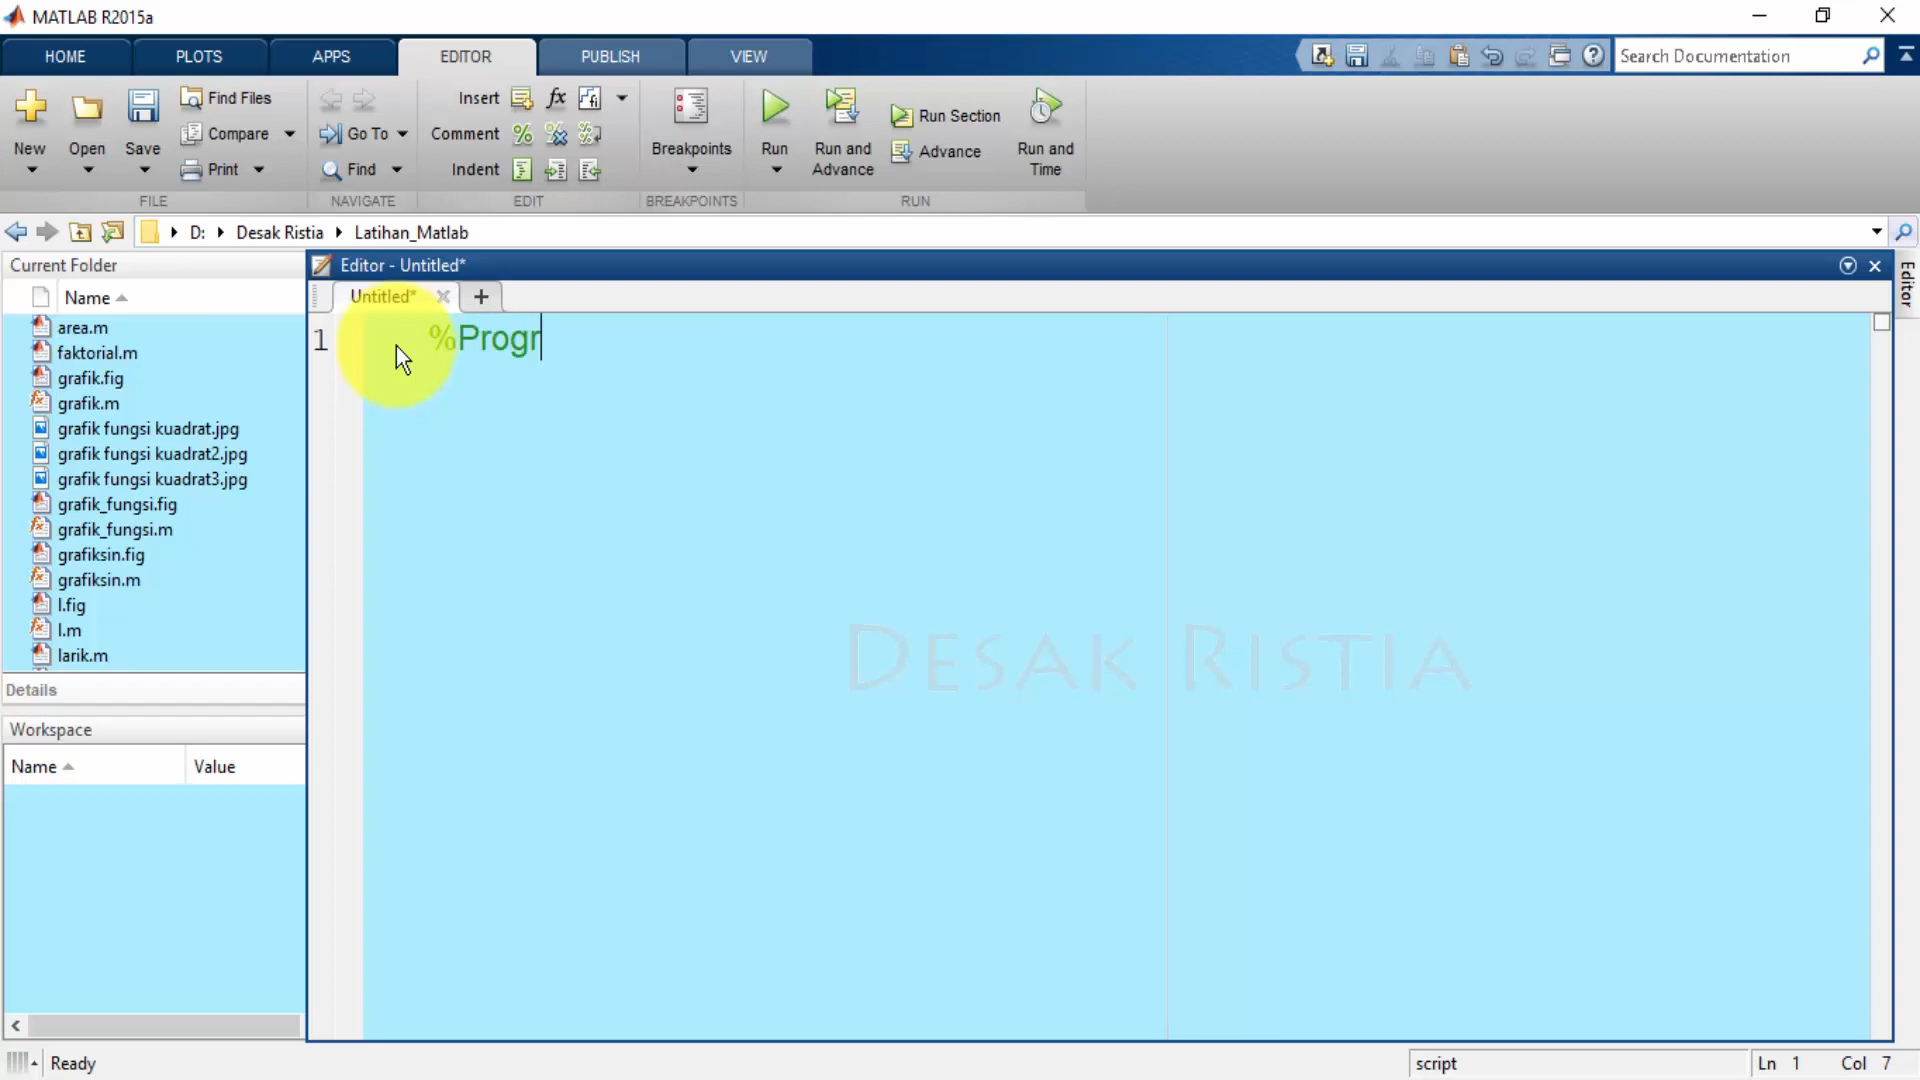 MATLAB R2015a
HOME PLOTS APPS EDITOR PUBLISH VIEW Search Documentation
New Open Save Find Files Compare Print Go To Find Insert Comment Indent Breakpoints Run Run and Advance Run Section Advance Run and Time
FILE NAVIGATE EDIT BREAKPOINTS RUN
D: Desak Ristia Latihan_Matlab
Current Folder
Name
area.m
faktorial.m
grafik.fig
grafik.m
grafik fungsi kuadrat.jpg
grafik fungsi kuadrat2.jpg
grafik fungsi kuadrat3.jpg
grafik_fungsi.fig
grafik_fungsi.m
grafiksin.fig
grafiksin.m
l.fig
l.m
larik.m
Details
Workspace
Name Value
Editor - Untitled*
Untitled* +
1 %Progr
DESAK RISTIA
Editor
Ready script Ln 1 Col 7